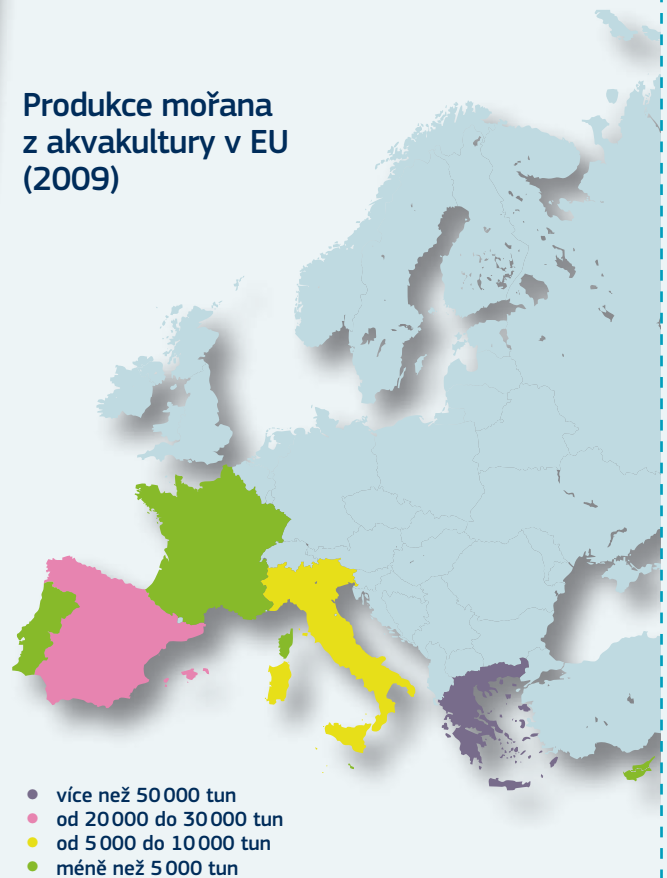 Produkce mořana
z akvakultury v EU
(2009)
více než 50 000 tun
od 20 000 do 30 000 tun
od 5 000 do 10 000 tun
méně než 5 000 tun